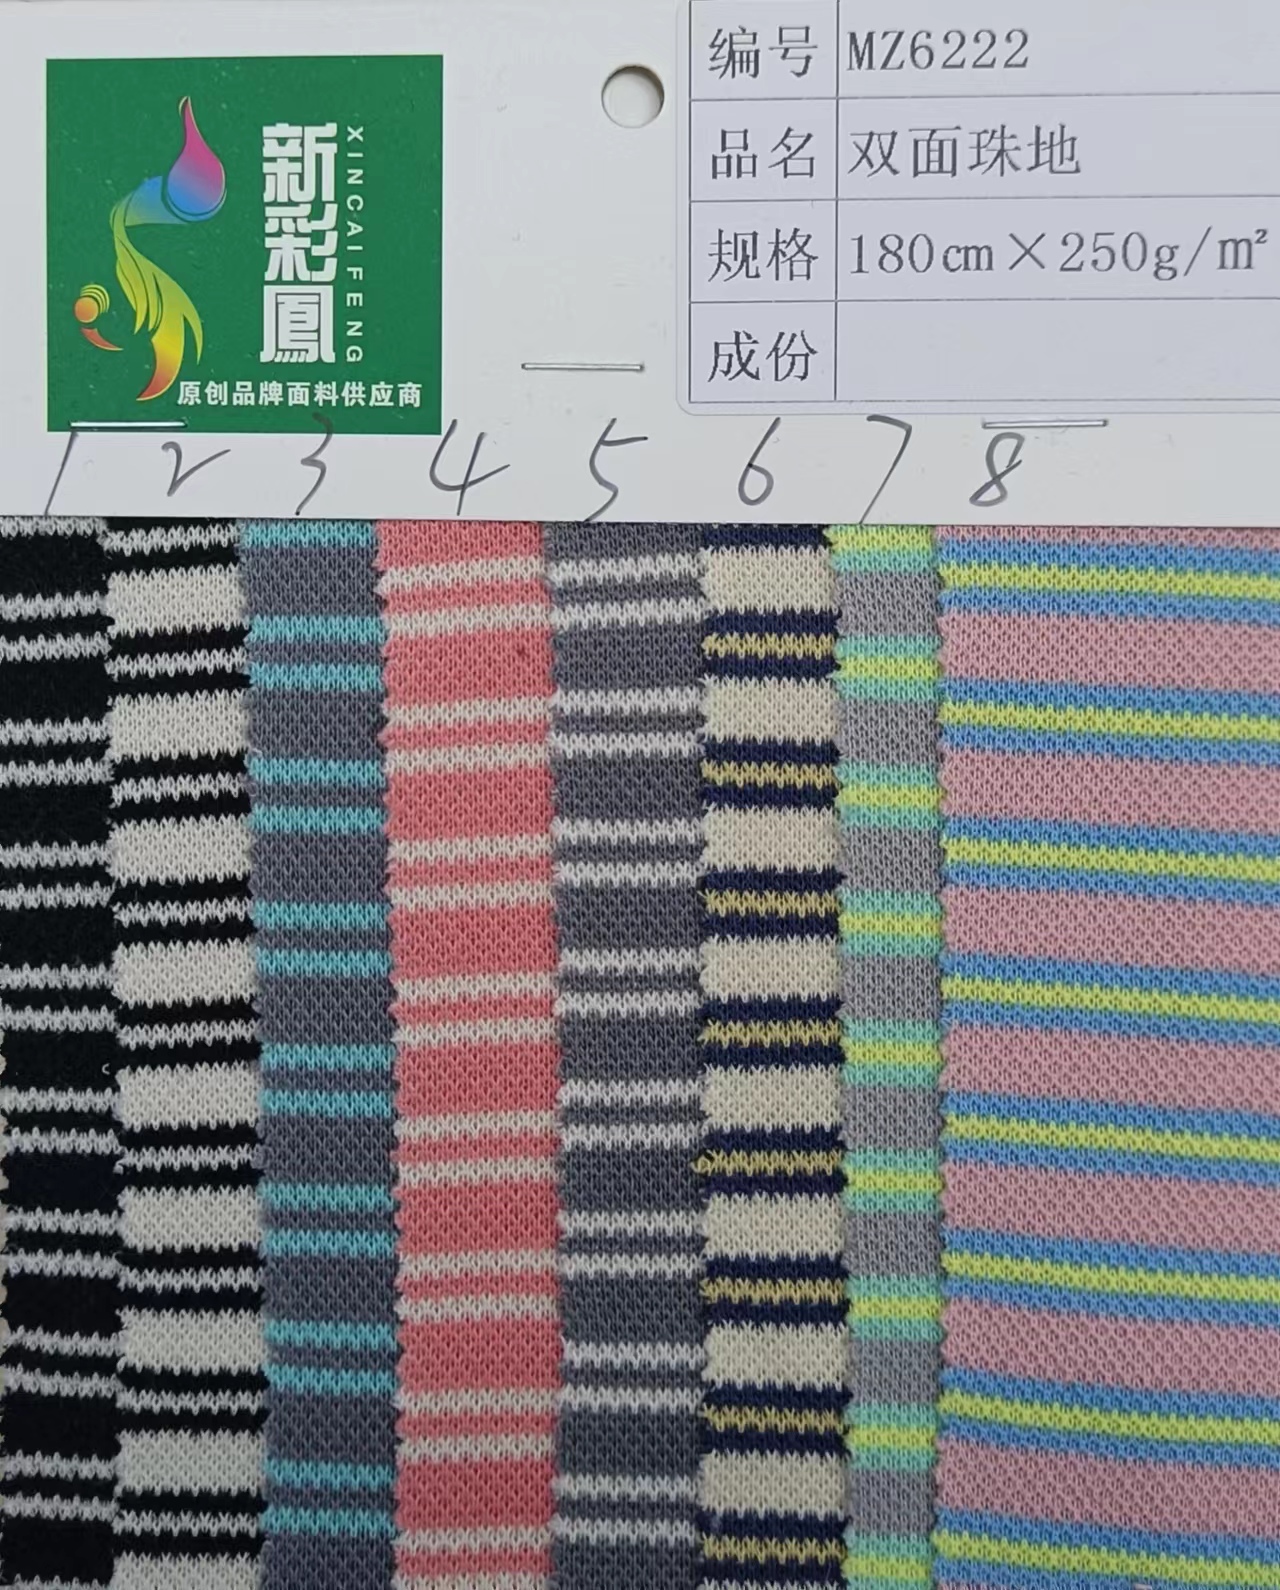 新彩鳳
XINCAIFENG
原创品牌面料供应商
编号 MZ6222
品名 双面珠地
规格 180cm×250g/m²
成份
1 2 3 4 5 6 7 8